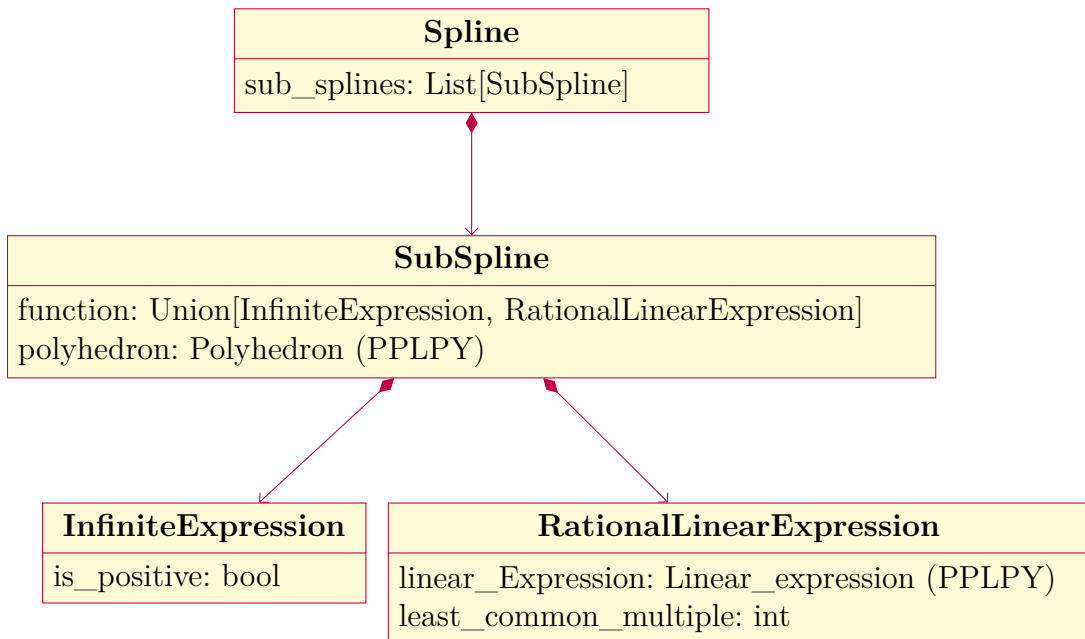 Spline
sub_splines: List[SubSpline]
SubSpline
function: Union[InfiniteExpression, RationalLinearExpression]
polyhedron: Polyhedron (PPLPY)
InfiniteExpression
is_positive: bool
RationalLinearExpression
linear_Expression: Linear_expression (PPLPY)
least_common_multiple: int